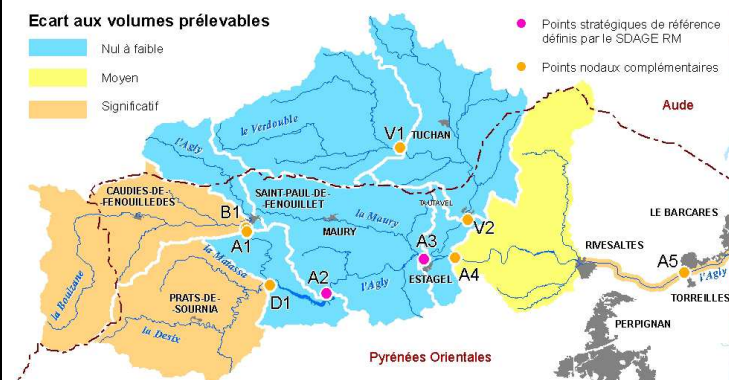 Ecart aux volumes prélevables
Nul à faible
Moyen
Significatif
Points stratégiques de référence
définis par le SDAGE RM
Points nodaux complémentaires
Aude
le Verdouble
V1
TUCHAN
l'Agly
CAUDIES-DE-
FENOUILLEDES
SAINT-PAUL-DE-
FENOUILLET
TAUTAVEL
B1
la Maury
V2
LE BARCARES
A1
MAURY
A3
RIVESALTES
la Matassa
A2
l'Agly
ESTAGEL
A4
A5
l'Agly
la Boulzane
PRATS-DE-
-SOURNIA
D1
TORREILLES
la Desix
PERPIGNAN
Pyrénées Orientales